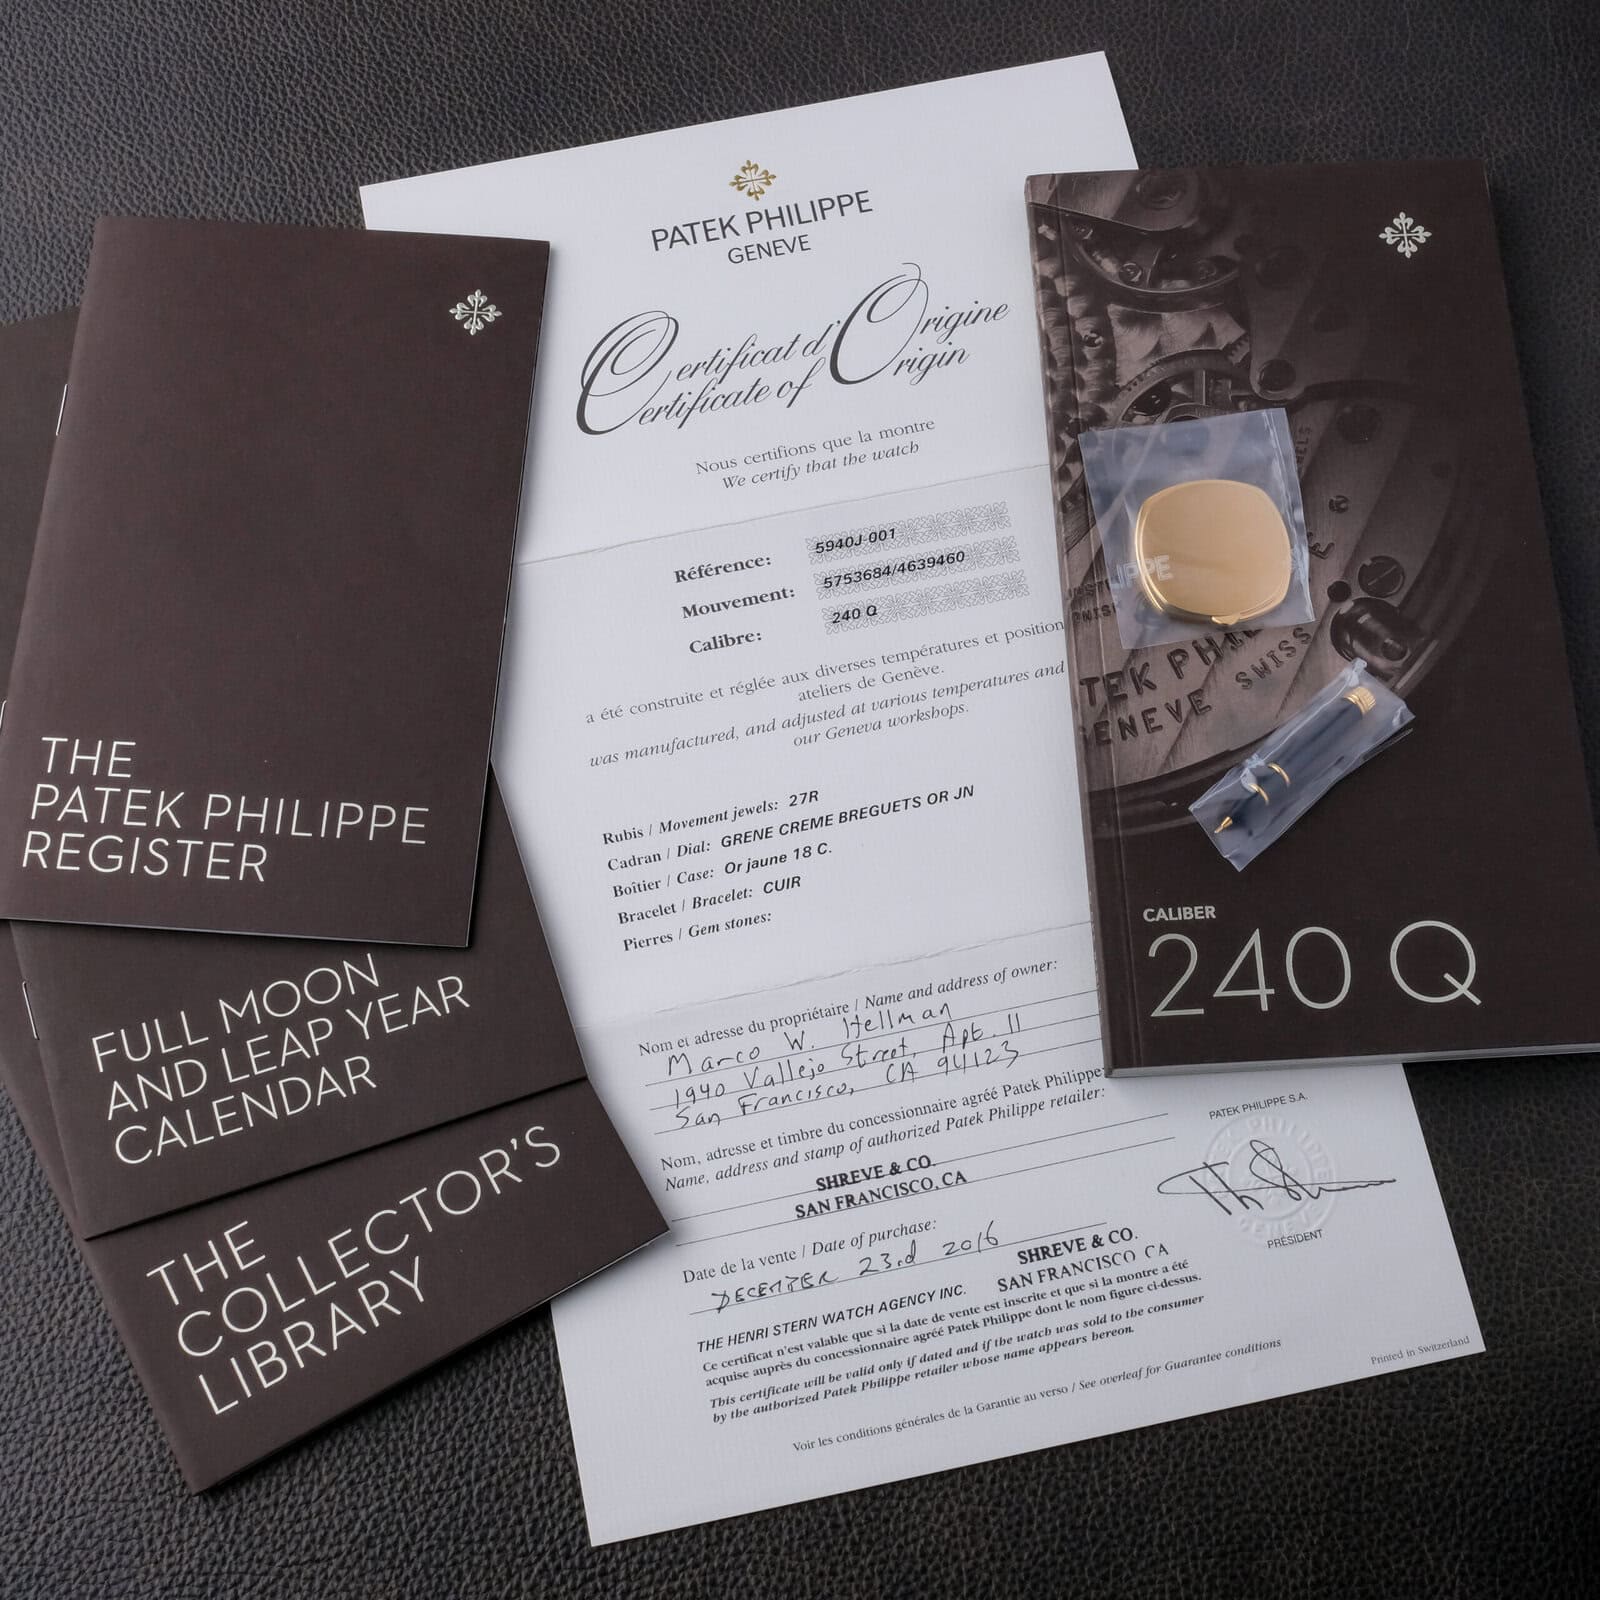 THE
PATEK PHILIPPE
REGISTER
FULL MOON
AND LEAP YEAR
CALENDAR
THE
COLLECTOR'S
LIBRARY
PATEK PHILIPPE
GENEVE
Certificat d'Origine
Certificate of Origin
Nous certifions que la montre
We certify that the watch
Référence: 5940J-001
Mouvement: 5753684/4639460
Calibre: 240 Q
a été construite et réglée aux diverses températures et position
ateliers de Genève.
was manufactured, and adjusted at various temperatures and
our Geneva workshops.
Rubis / Movement jewels: 27R
Cadran / Dial: GRENE CREME BREGUETS OR JN
Boîtier / Case: Or jaune 18 C.
Bracelet / Bracelet: CUIR
Pierres / Gem stones:
Nom et adresse du propriétaire / Name and address of owner:
Marco W. Hellman
1940 Vallejo Street, Apt. 11
San Francisco, CA 94123
Nom, adresse et timbre du concessionnaire agréé Patek Philippe:
Name, address and stamp of authorized Patek Philippe retailer:
SHREVE & CO.
SAN FRANCISCO, CA
Date de la vente / Date of purchase:
23rd 2016
SHREVE & CO.
SAN FRANCISCO CA
THE HENRI STERN WATCH AGENCY INC.
Ce certificat n'est valable que si la date de vente est inscrite et que si la montre a été
acquise auprès du concessionnaire agréé Patek Philippe dont le nom figure ci-dessus.
This certificate will be valid only if dated and if the watch was sold to the consumer
by the authorized Patek Philippe retailer whose name appears hereon.
Voir les conditions générales de la Garantie au verso / See overleaf for Guarantee conditions
Printed in Switzerland
PATEK PHILIPPE S.A.
PRÉSIDENT
IPPE
TEK PHI
GENEVE SWISS
CALIBER
240 Q